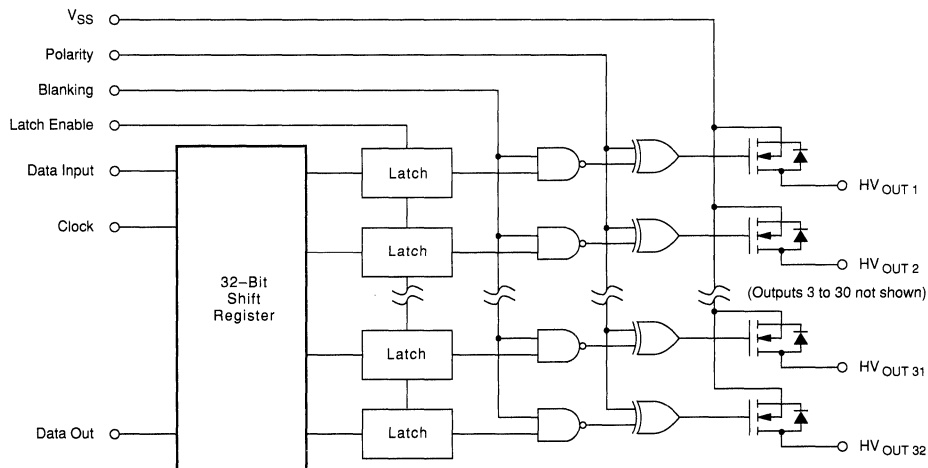 VSS
Polarity
Blanking
Latch Enable
Data Input
Clock
Data Out
32–Bit
Shift
Register
Latch
Latch
Latch
Latch
HV OUT 1
HV OUT 2
(Outputs 3 to 30 not shown)
HV OUT 31
HV OUT 32